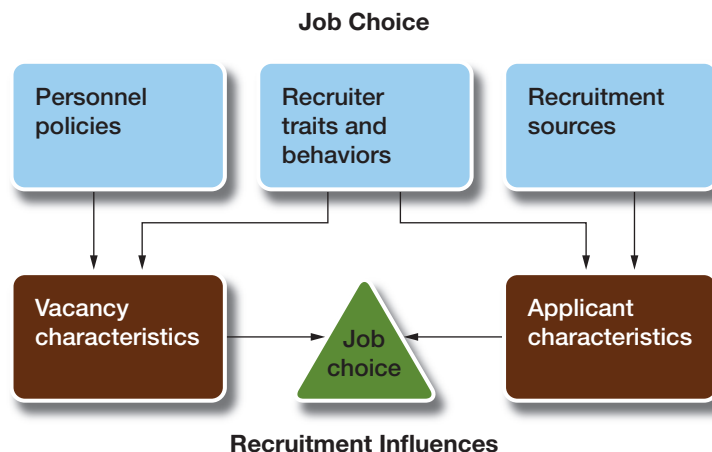 Job Choice
Personnel
policies
Recruiter
traits and
behaviors
Recruitment
sources
Vacancy
characteristics
Job
choice
Applicant
characteristics
Recruitment Influences